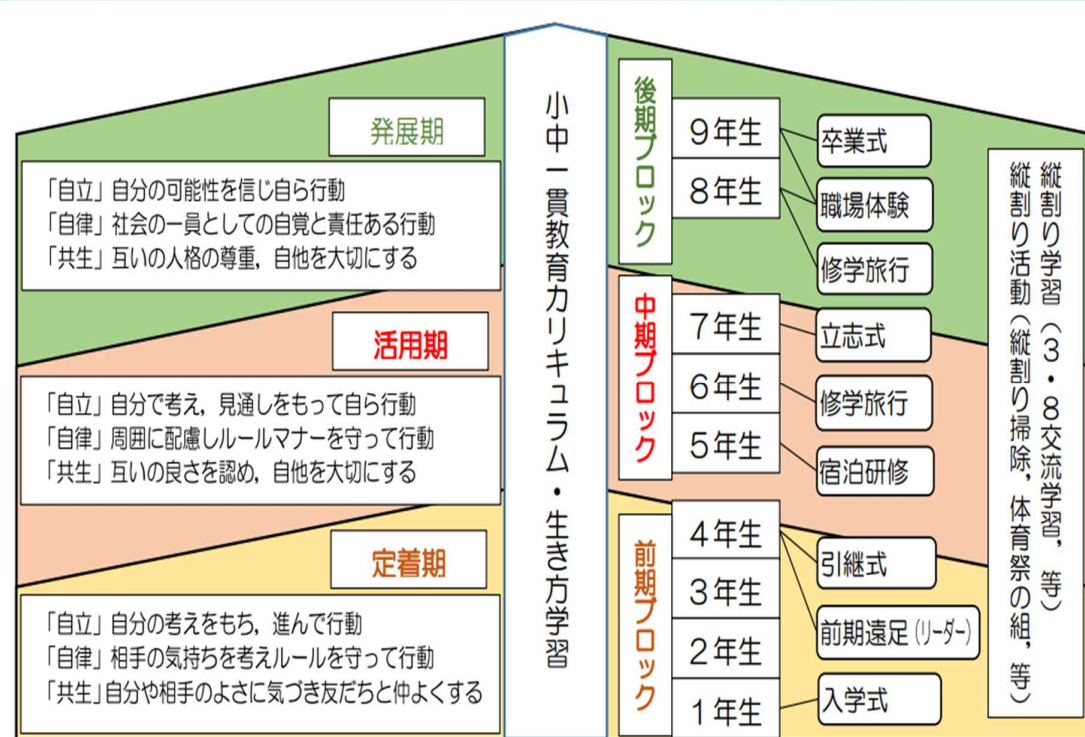 発展期
「自立」自分の可能性を信じ自ら行動
「自律」社会の一員としての自覚と責任ある行動
「共生」互いの人格の尊重，自他を大切にする
活用期
「自立」自分で考え，見通しをもって自ら行動
「自律」周囲に配慮しルールマナーを守って行動
「共生」互いの良さを認め，自他を大切にする
定着期
「自立」自分の考えをもち，進んで行動
「自律」相手の気持ちを考えルールを守って行動
「共生」自分や相手のよさに気づき友だちと仲よくする
小中一貫教育カリキュラム・生き方学習
後期ブロック
9年生
8年生
卒業式
職場体験
修学旅行
中期ブロック
7年生
6年生
5年生
立志式
修学旅行
宿泊研修
前期ブロック
4年生
3年生
2年生
1年生
引継式
前期遠足（リーダー）
入学式
縦割り学習（3・8交流学習，等）
縦割り活動（縦割り掃除，体育祭の組，等）